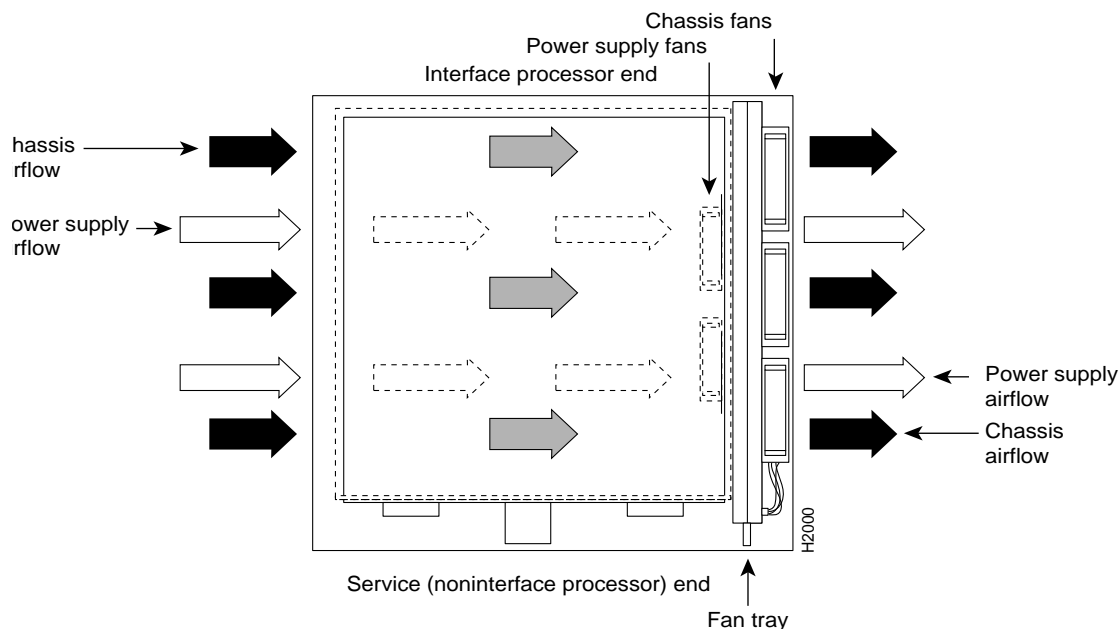 Chassis fans
Power supply fans
Interface processor end
hassis
rflow
ower supply
rflow
Power supply
airflow
Chassis
airflow
H2000
Service (noninterface processor) end
Fan tray